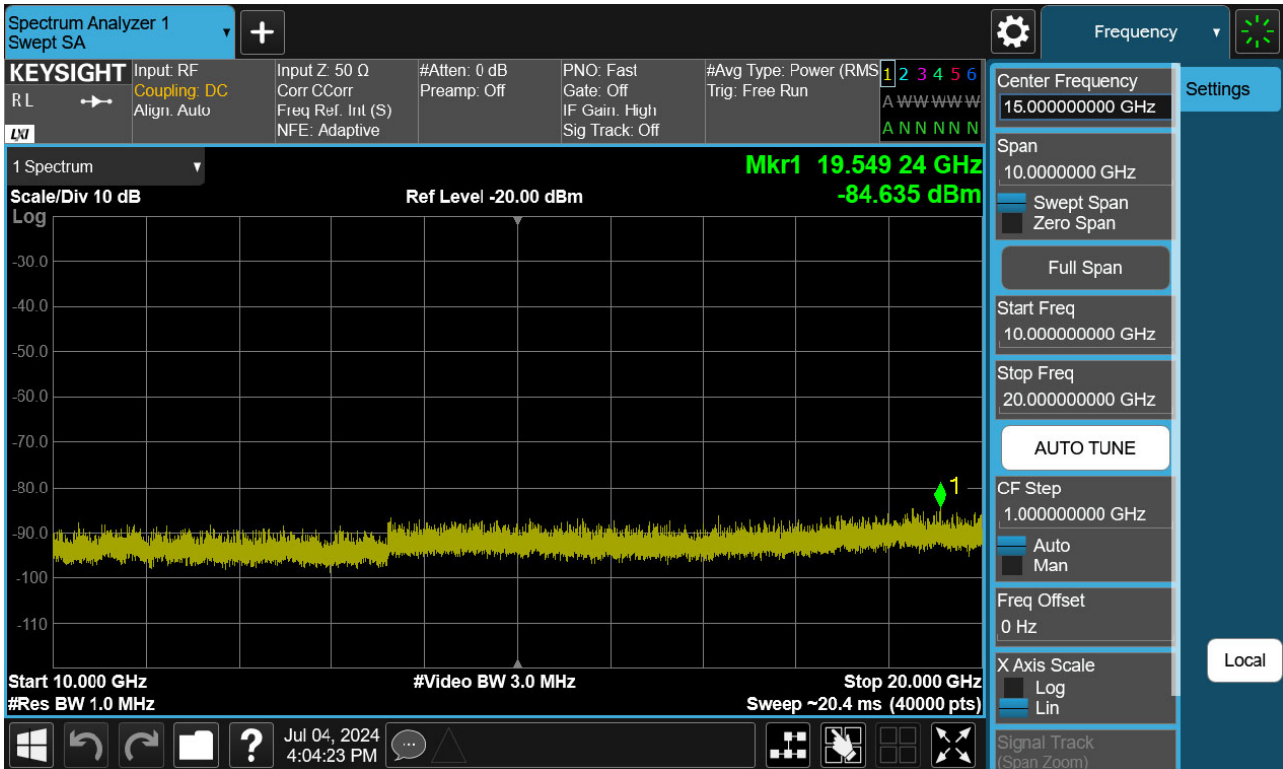 Spectrum Analyzer 1
Swept SA
+
Frequency
KEYSIGHT
R L
LXI
Input: RF
Coupling: DC
Align: Auto
Input Z: 50 Ω
Corr CCorr
Freq Ref: Int (S)
NFE: Adaptive
#Atten: 0 dB
Preamp: Off
PNO: Fast
Gate: Off
IF Gain: High
Sig Track: Off
#Avg Type: Power (RMS
Trig: Free Run
1 2 3 4 5 6
A W W W W W
A N N N N N
1 Spectrum
Mkr1 19.549 24 GHz
Scale/Div 10 dB
Ref Level -20.00 dBm
-84.635 dBm
Log
-30.0
-40.0
-50.0
-60.0
-70.0
-80.0
-90.0
-100
-110
1
Start 10.000 GHz
#Video BW 3.0 MHz
Stop 20.000 GHz
#Res BW 1.0 MHz
Sweep ~20.4 ms (40000 pts)
?
Jul 04, 2024
4:04:23 PM
Center Frequency
15.000000000 GHz
Settings
Span
10.0000000 GHz
Swept Span
Zero Span
Full Span
Start Freq
10.000000000 GHz
Stop Freq
20.000000000 GHz
AUTO TUNE
CF Step
1.000000000 GHz
Auto
Man
Freq Offset
0 Hz
X Axis Scale
Log
Lin
Local
Signal Track
(Span Zoom)